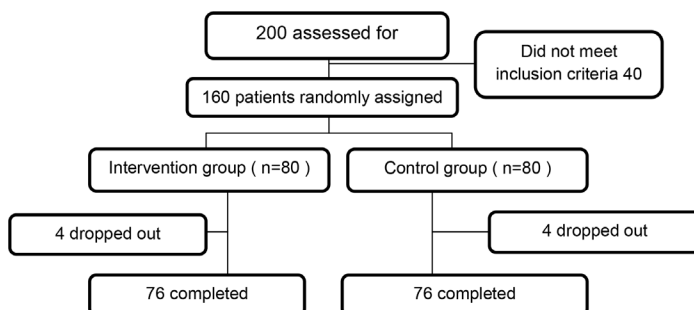 200 assessed for
Did not meet
inclusion criteria 40
160 patients randomly assigned
Intervention group ( n=80 )
Control group ( n=80 )
4 dropped out
4 dropped out
76 completed
76 completed